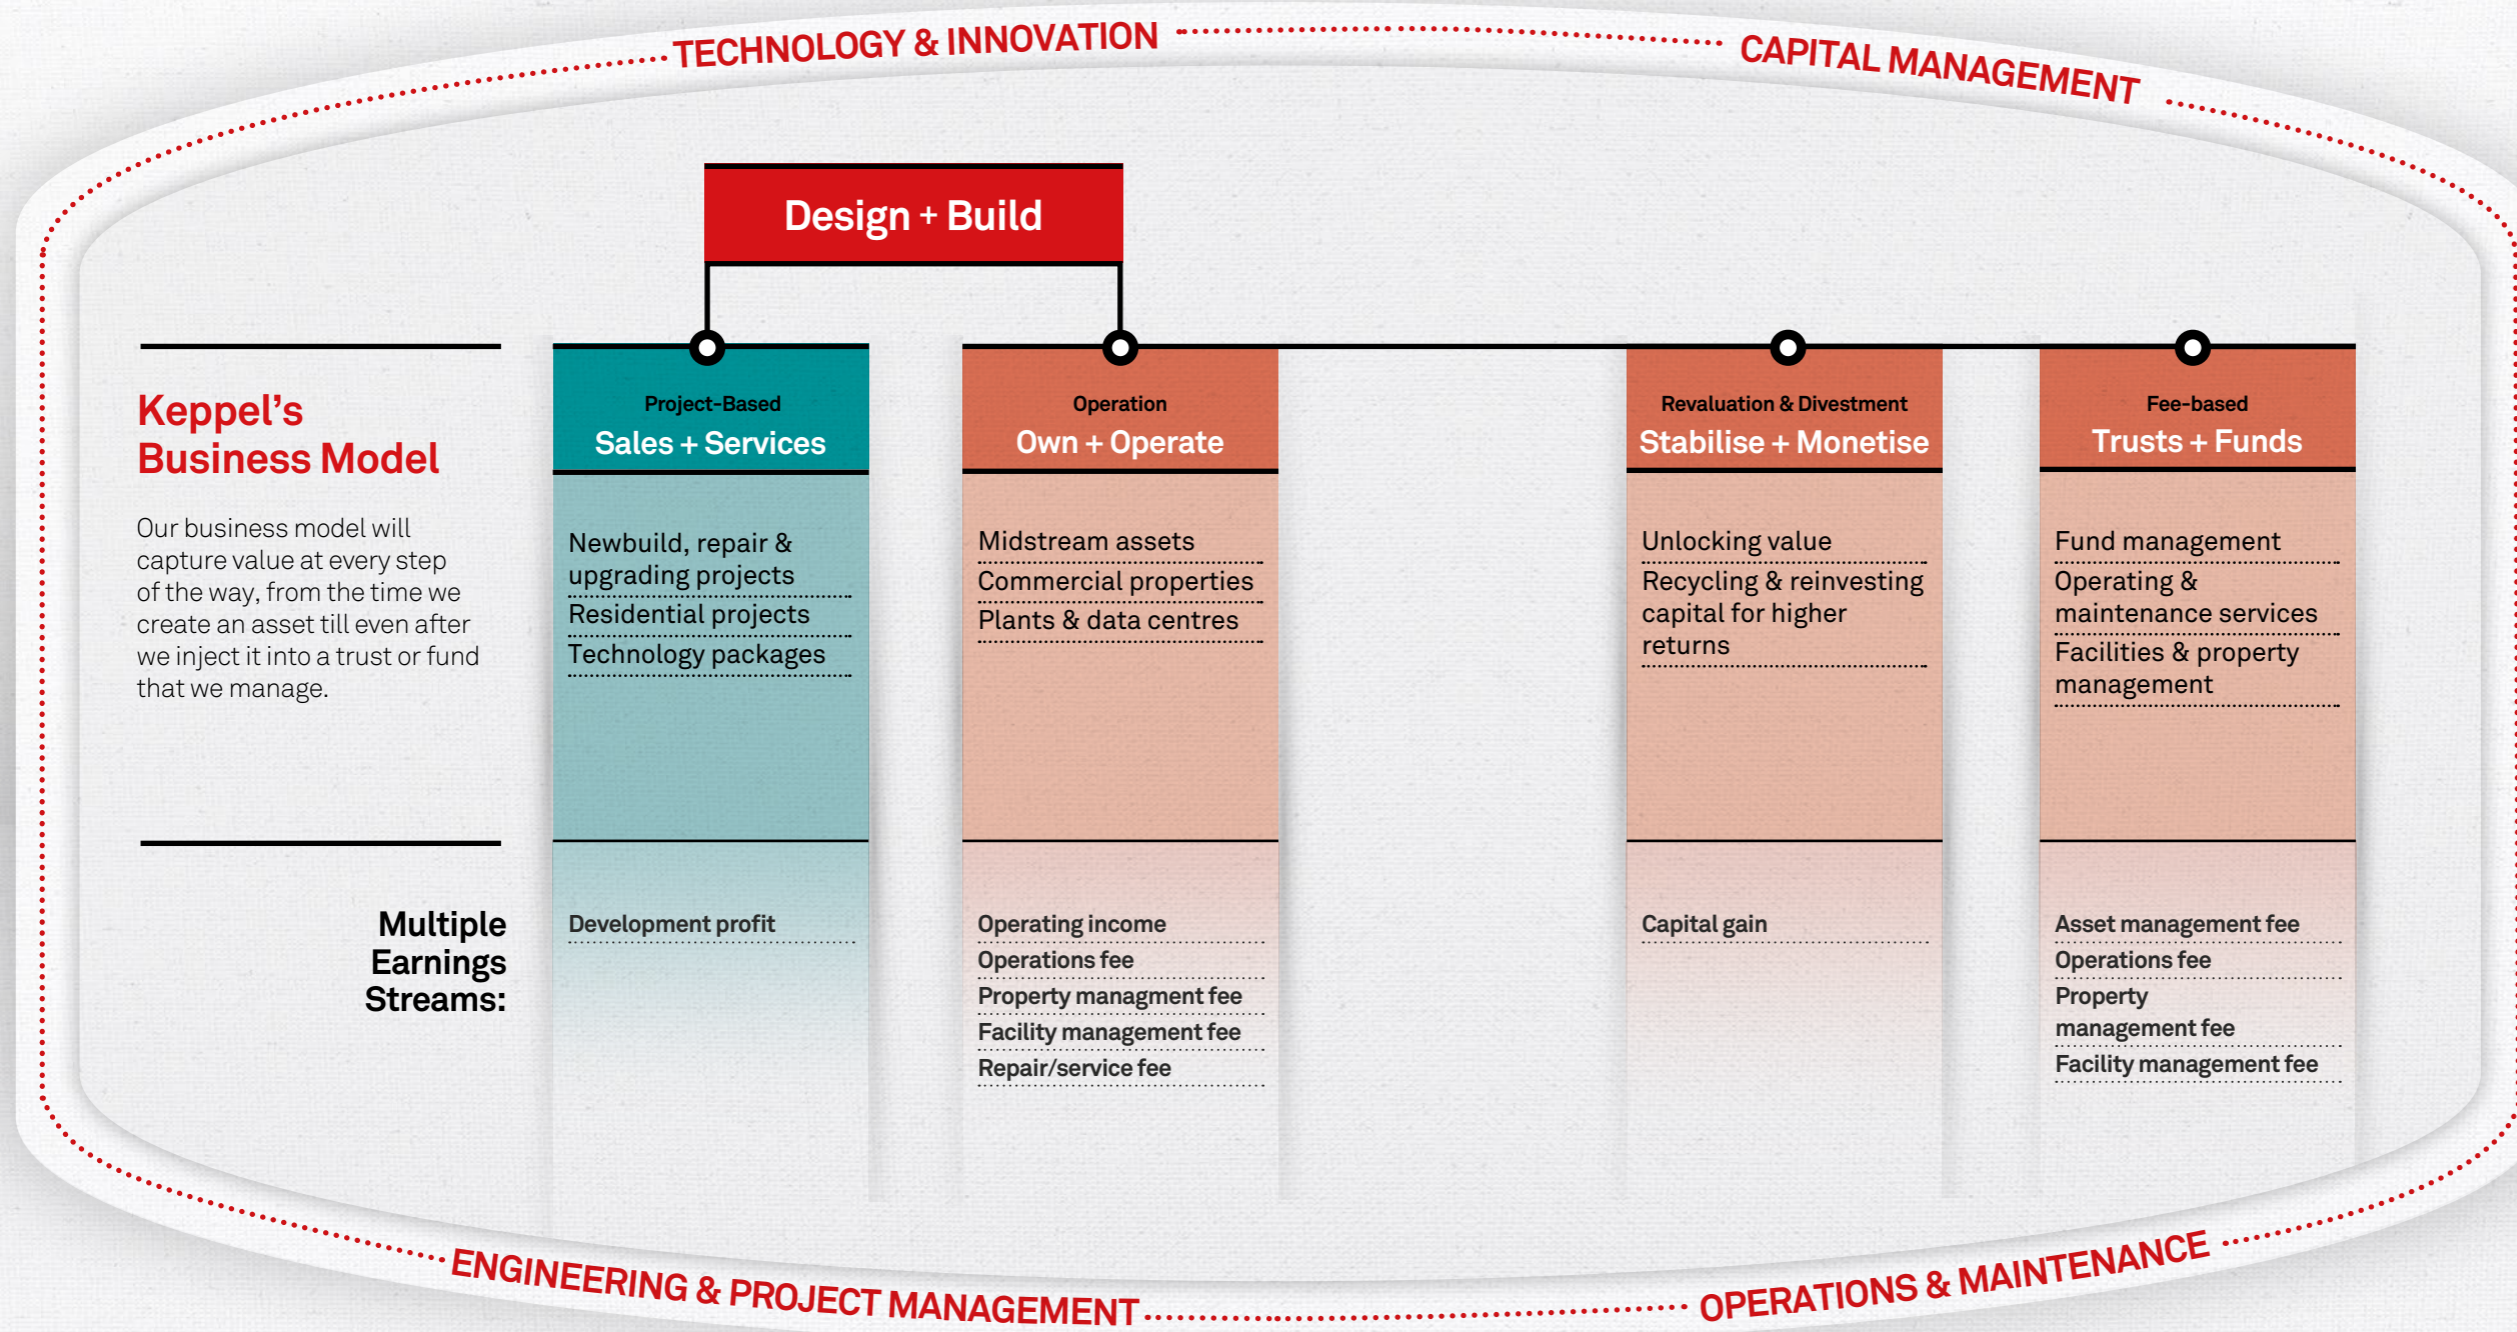 TECHNOLOGY & INNOVATION
CAPITAL MANAGEMENT
Design + Build
Keppel's
Business Model
Our business model will
capture value at every step
of the way, from the time we
create an asset till even after
we inject it into a trust or fund
that we manage.
Project-Based
Sales + Services
Newbuild, repair &
upgrading projects
Residential projects
Technology packages
Operation
Own + Operate
Midstream assets
Commercial properties
Plants & data centres
Revaluation & Divestment
Stabilise + Monetise
Unlocking value
Recycling & reinvesting
capital for higher
returns
Fee-based
Trusts + Funds
Fund management
Operating &
maintenance services
Facilities & property
management
Multiple
Earnings
Streams:
Development profit
Operating income
Operations fee
Property managment fee
Facility management fee
Repair/service fee
Capital gain
Asset management fee
Operations fee
Property
management fee
Facility management fee
ENGINEERING & PROJECT MANAGEMENT
OPERATIONS & MAINTENANCE